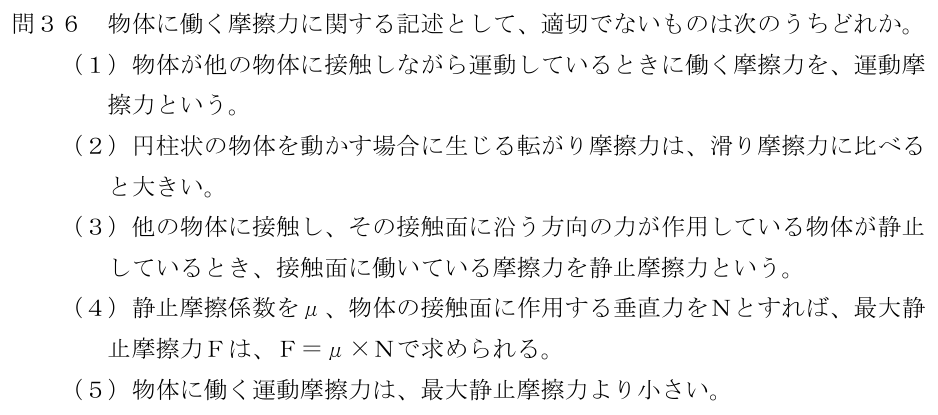 問３６　物体に働く摩擦力に関する記述として、適切でないものは次のうちどれか。
（１）物体が他の物体に接触しながら運動しているときに働く摩擦力を、運動摩
擦力という。
（２）円柱状の物体を動かす場合に生じる転がり摩擦力は、滑り摩擦力に比べる
と大きい。
（３）他の物体に接触し、その接触面に沿う方向の力が作用している物体が静止
しているとき、接触面に働いている摩擦力を静止摩擦力という。
（４）静止摩擦係数をμ、物体の接触面に作用する垂直力をＮとすれば、最大静
止摩擦力Ｆは、Ｆ＝μ×Ｎで求められる。
（５）物体に働く運動摩擦力は、最大静止摩擦力より小さい。